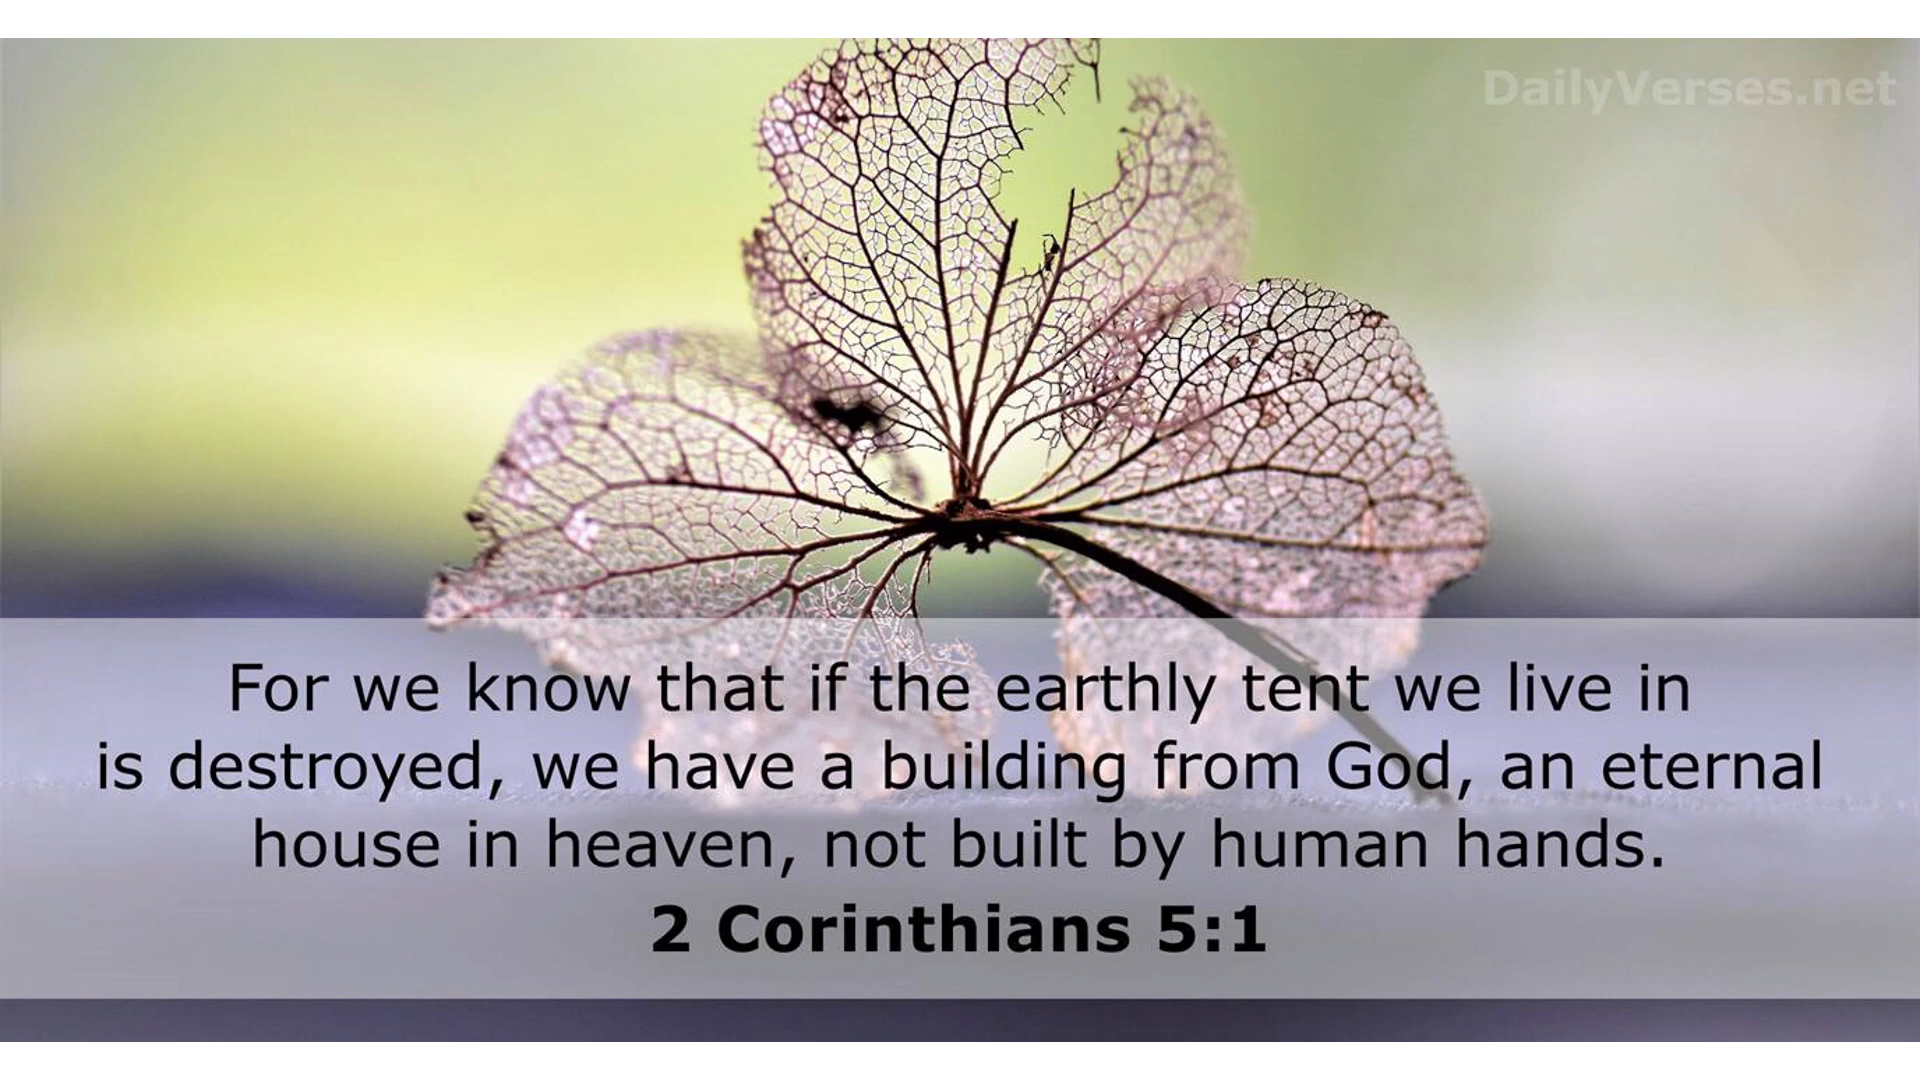 DailyVerses.net
For we know that if the earthly tent we live in
is destroyed, we have a building from God, an eternal
house in heaven, not built by human hands.
2 Corinthians 5:1